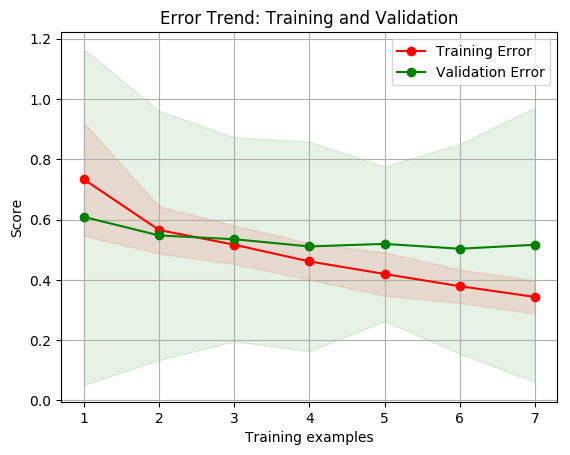 Error Trend: Training and Validation
Training Error
Validation Error
Score
1.2
1.0
0.8
0.6
0.4
0.2
0.0
1 2 3 4 5 6 7
Training examples